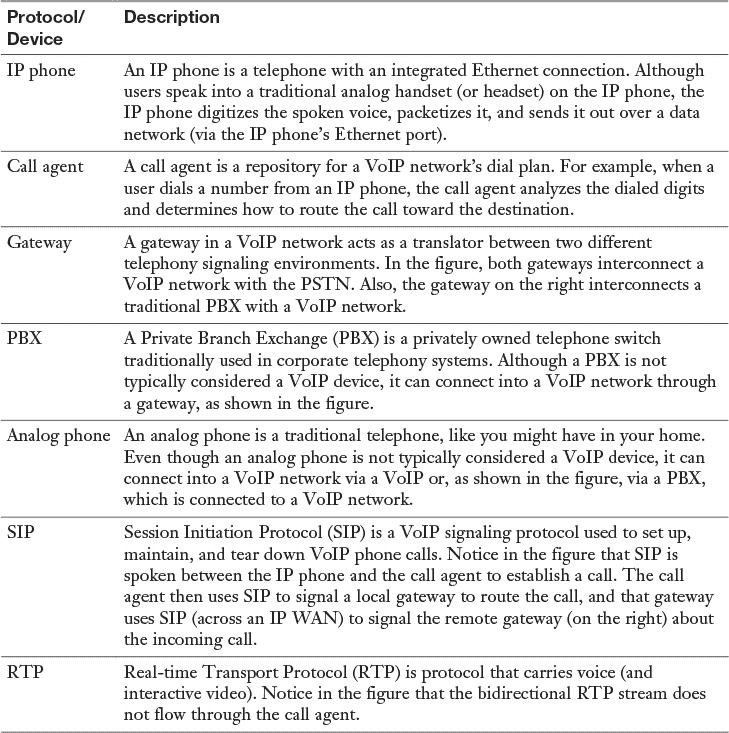 Protocol/ Description
Device
IP phone An IP phone is a telephone with an integrated Ethernet connection. Although
users speak into a traditional analog handset (or headset) on the IP phone, the
IP phone digitizes the spoken voice, packetizes it, and sends it out over a data
network (via the IP phone's Ethernet port).
Call agent A call agent is a repository for a VoIP network's dial plan. For example, when a
user dials a number from an IP phone, the call agent analyzes the dialed digits
and determines how to route the call toward the destination.
Gateway A gateway in a VoIP network acts as a translator between two different
telephony signaling environments. In the figure, both gateways interconnect a
VoIP network with the PSTN. Also, the gateway on the right interconnects a
traditional PBX with a VoIP network.
PBX A Private Branch Exchange (PBX) is a privately owned telephone switch
traditionally used in corporate telephony systems. Although a PBX is not
typically considered a VoIP device, it can connect into a VoIP network through
a gateway, as shown in the figure.
Analog phone An analog phone is a traditional telephone, like you might have in your home.
Even though an analog phone is not typically considered a VoIP device, it can
connect into a VoIP network via a VoIP or, as shown in the figure, via a PBX,
which is connected to a VoIP network.
SIP Session Initiation Protocol (SIP) is a VoIP signaling protocol used to set up,
maintain, and tear down VoIP phone calls. Notice in the figure that SIP is
spoken between the IP phone and the call agent to establish a call. The call
agent then uses SIP to signal a local gateway to route the call, and that gateway
uses SIP (across an IP WAN) to signal the remote gateway (on the right) about
the incoming call.
RTP Real-time Transport Protocol (RTP) is protocol that carries voice (and
interactive video). Notice in the figure that the bidirectional RTP stream does
not flow through the call agent.